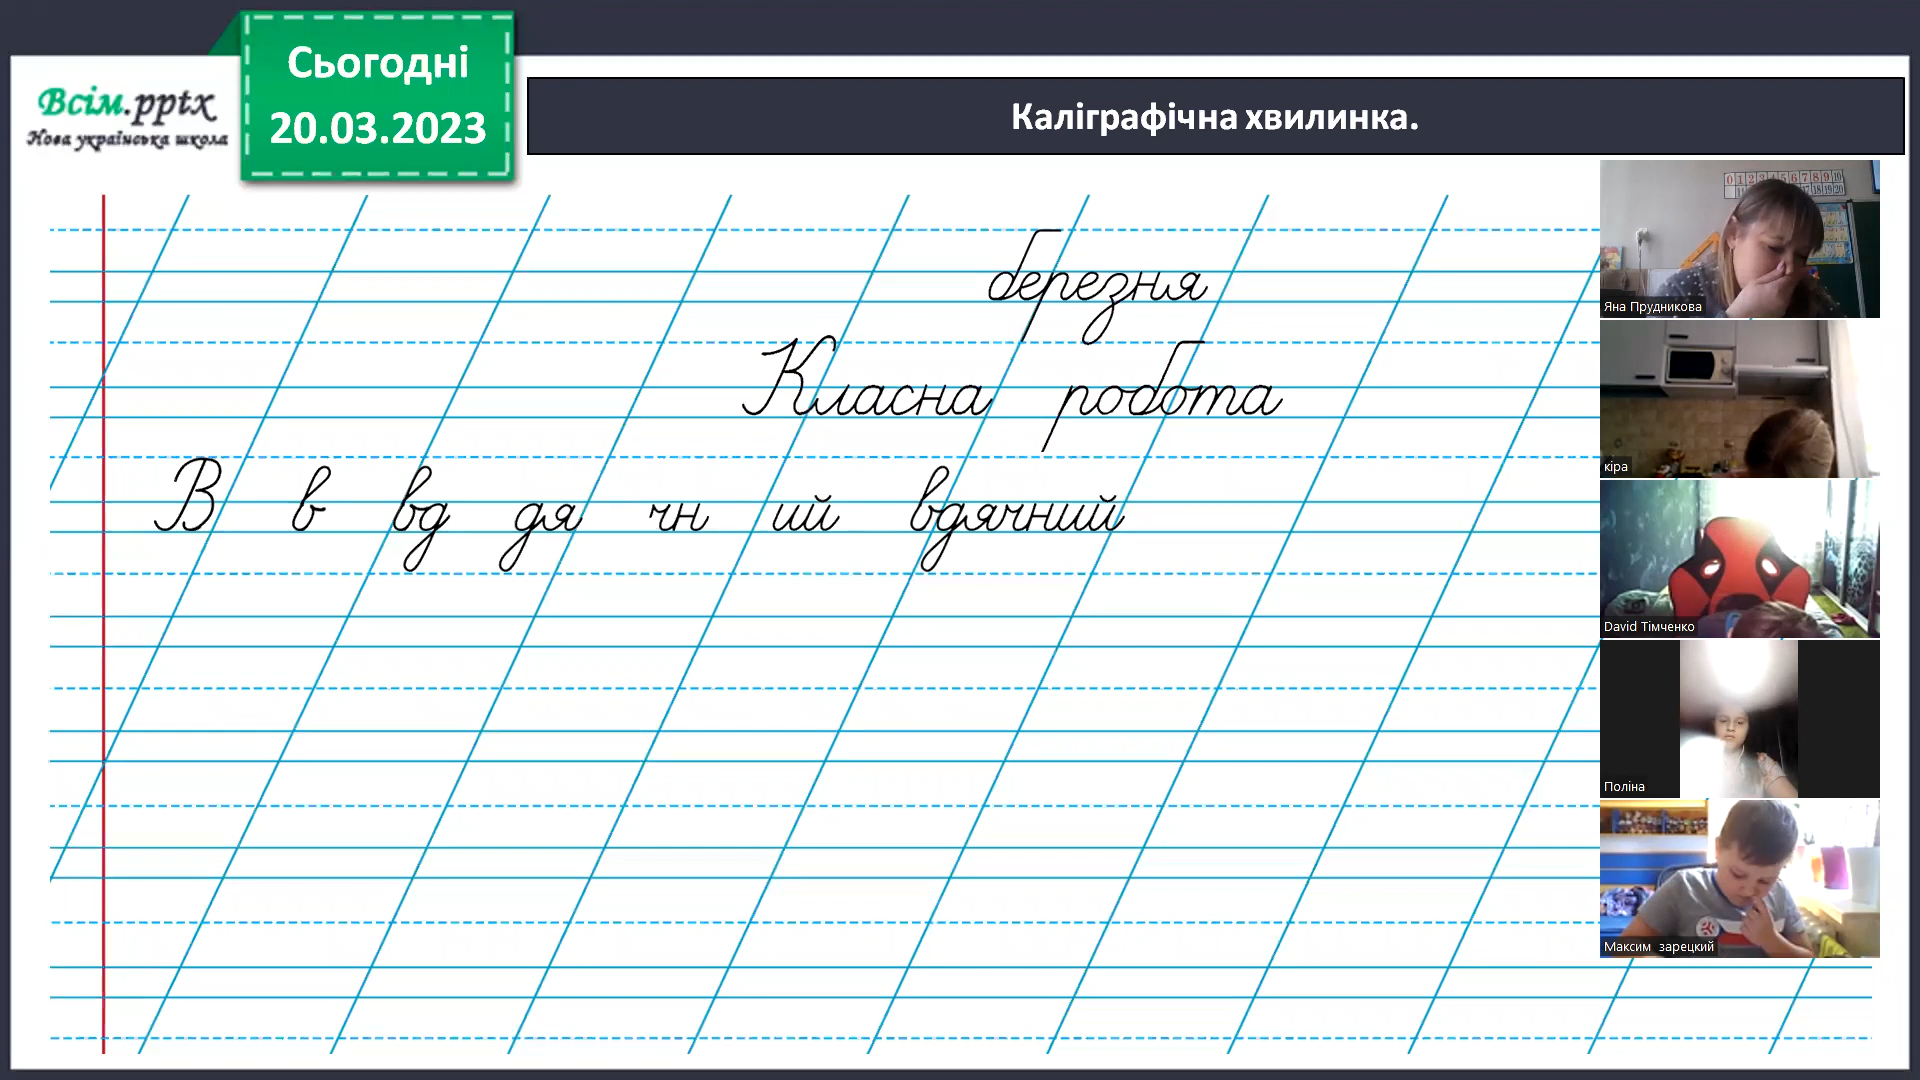 Сьогодні
20.03.2023
Всім.pptx
Нова українська школа
Каліграфічна хвилинка.
березня
Класна робота
В в вд дя чн ий вдячний
Яна Прудникова
кіра
David Тімченко
Поліна
Максим зарецкий